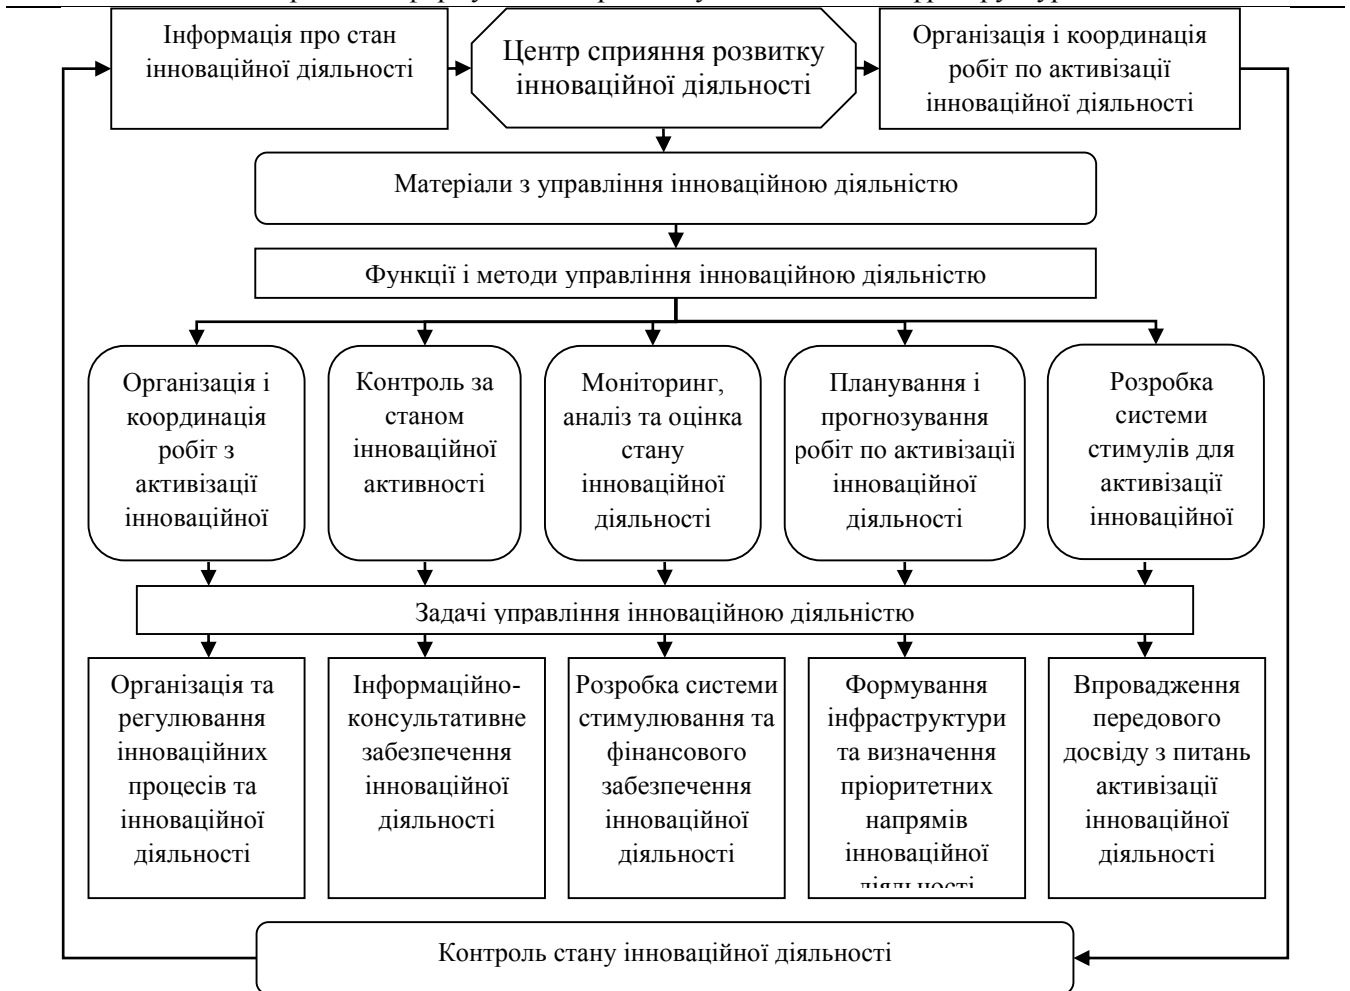 Інформація про стан
інноваційної діяльності
Центр сприяння розвитку
інноваційної діяльності
Організація і координація
робіт по активізації
інноваційної діяльності
Матеріали з управління інноваційною діяльністю
Функції і методи управління інноваційною діяльністю
Організація і
координація
робіт з
активізації
інноваційної
Контроль за
станом
інноваційної
активності
Моніторинг,
аналіз та оцінка
стану
інноваційної
діяльності
Планування і
прогнозування
робіт по активізації
інноваційної
діяльності
Розробка
системи
стимулів для
активізації
інноваційної
Задачі управління інноваційною діяльністю
Організація та
регулювання
інноваційних
процесів та
інноваційної
діяльності
Інформаційно-
консультативне
забезпечення
інноваційної
діяльності
Розробка системи
стимулювання та
фінансового
забезпечення
інноваційної
діяльності
Формування
інфраструктури
та визначення
пріоритетних
напрямів
інноваційної
діяльності
Впровадження
передового
досвіду з питань
активізації
інноваційної
діяльності
Контроль стану інноваційної діяльності